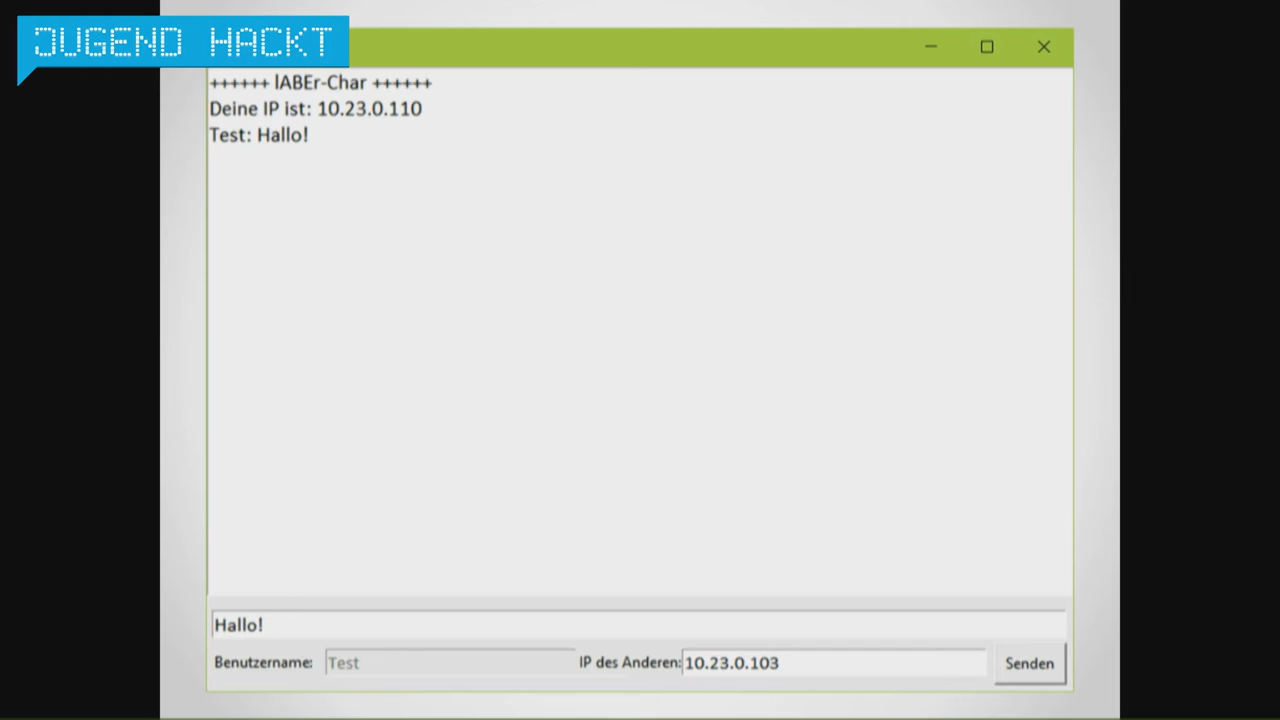 JUGEND HACKT
++++++ lABEr-Char ++++++
Deine IP ist: 10.23.0.110
Test: Hallo!
Hallo!
Benutzername: Test IP des Anderen: 10.23.0.103 Senden